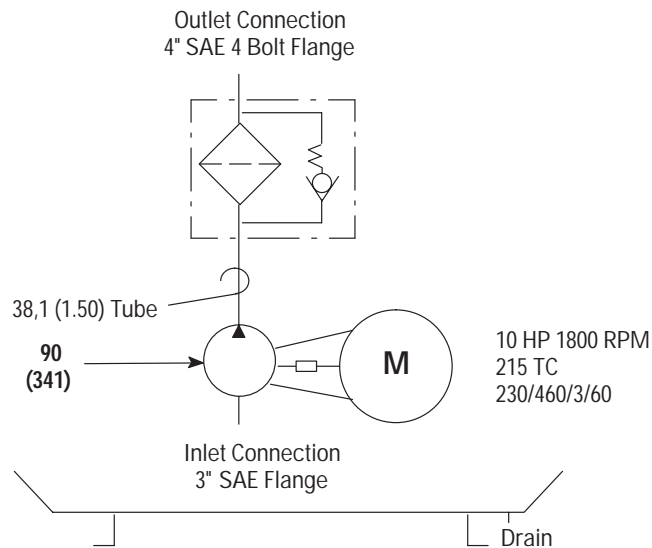 Outlet Connection
4" SAE 4 Bolt Flange
38,1 (1.50) Tube
90
(341)
M
10 HP 1800 RPM
215 TC
230/460/3/60
Inlet Connection
3" SAE Flange
Drain